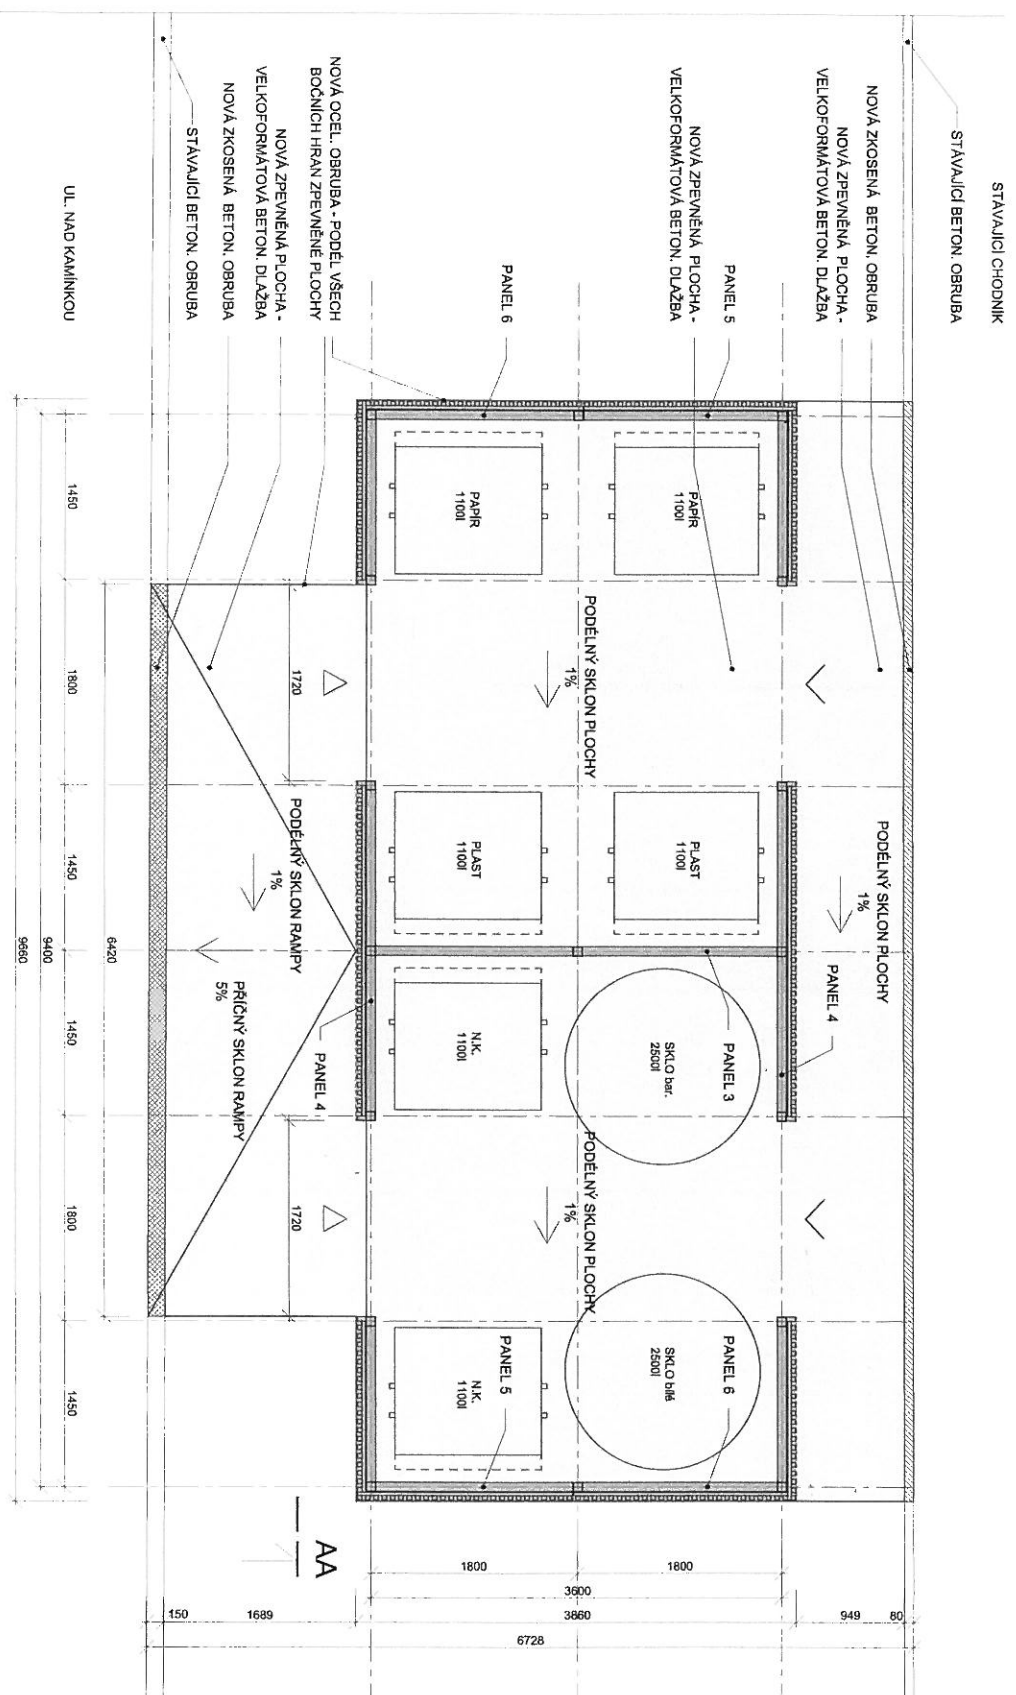 STÁVAJÍCÍ CHODNÍK
STÁVAJÍCÍ BETON. OBRUBA
NOVÁ ZKOSENÁ BETON. OBRUBA
NOVÁ ZPEVNĚNÁ PLOCHA -
VELKOFORMÁTOVÁ BETON. DLAŽBA
PANEL 5
NOVÁ ZPEVNĚNÁ PLOCHA -
VELKOFORMÁTOVÁ BETON. DLAŽBA
PANEL 6
NOVÁ OCEL. OBRUBA - PODÉL VŠECH
BOČNÍCH HRAN ZPEVNĚNÉ PLOCHY
NOVÁ ZPEVNĚNÁ PLOCHA -
VELKOFORMÁTOVÁ BETON. DLAŽBA
NOVÁ ZKOSENÁ BETON. OBRUBA
STÁVAJÍCÍ BETON. OBRUBA
UL. NAD KAMÍNKOU
PODÉLNÝ SKLON PLOCHY
1%
PANEL 4
PAPÍR
1100l
PAPÍR
1100l
PODÉLNÝ SKLON PLOCHY
1%
PLAST
1100l
PLAST
1100l
PANEL 3
SKLO bar.
2500l
N.K.
1100l
PODÉLNÝ SKLON PLOCHY
1%
PANEL 6
SKLO bílé
2500l
PANEL 5
N.K.
1100l
1720
PODÉLNÝ SKLON RAMPY
1%
PŘÍČNÝ SKLON RAMPY
5%
PANEL 4
1720
6420
1450
1800
1450
1450
1800
1450
9400
9660
AA
1800
1800
3600
150
1689
3860
949
80
6728